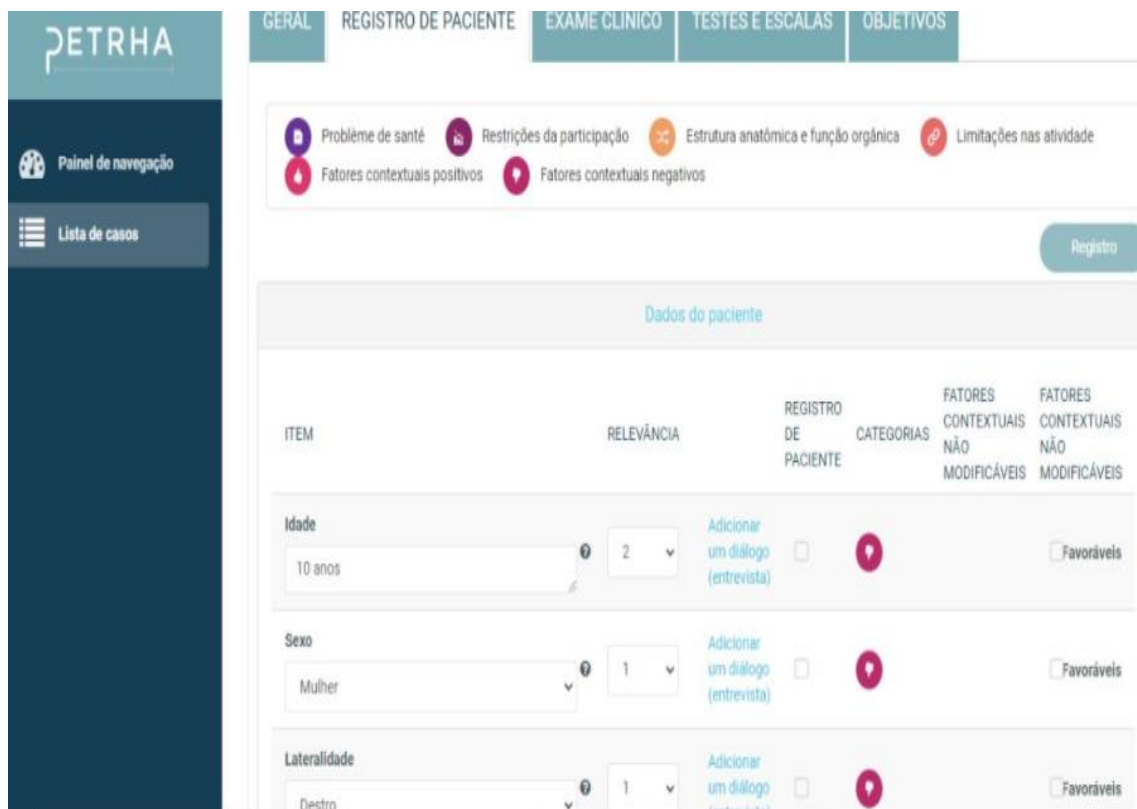 PETRHA
GERAL REGISTRO DE PACIENTE EXAME CLÍNICO TESTES E ESCALAS OBJETIVOS
Painel de navegação
Lista de casos
Problème de santé Restrições da participação Estrutura anatômica e função orgânica Limitações nas atividade
Fatores contextuais positivos Fatores contextuais negativos
Registro
Dados do paciente
ITEM RELEVÂNCIA REGISTRO DE PACIENTE CATEGORIAS FATORES CONTEXTUAIS NÃO MODIFICÁVEIS FATORES CONTEXTUAIS NÃO MODIFICÁVEIS
Idade
10 anos 2 Adicionar um diálogo (entrevista) Favoráveis
Sexo
Mulher 1 Adicionar um diálogo (entrevista) Favoráveis
Lateralidade
Destro 1 Adicionar um diálogo (entrevista) Favoráveis